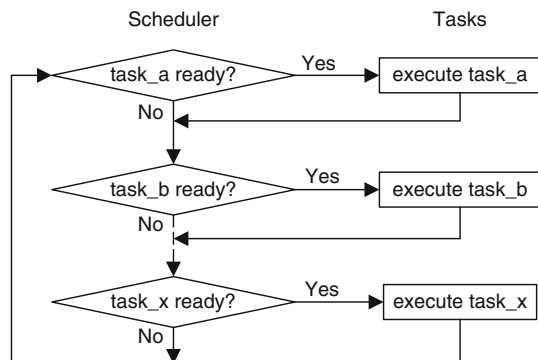 Scheduler
Tasks
task_a ready?
Yes
execute task_a
No
task_b ready?
Yes
execute task_b
No
task_x ready?
Yes
execute task_x
No